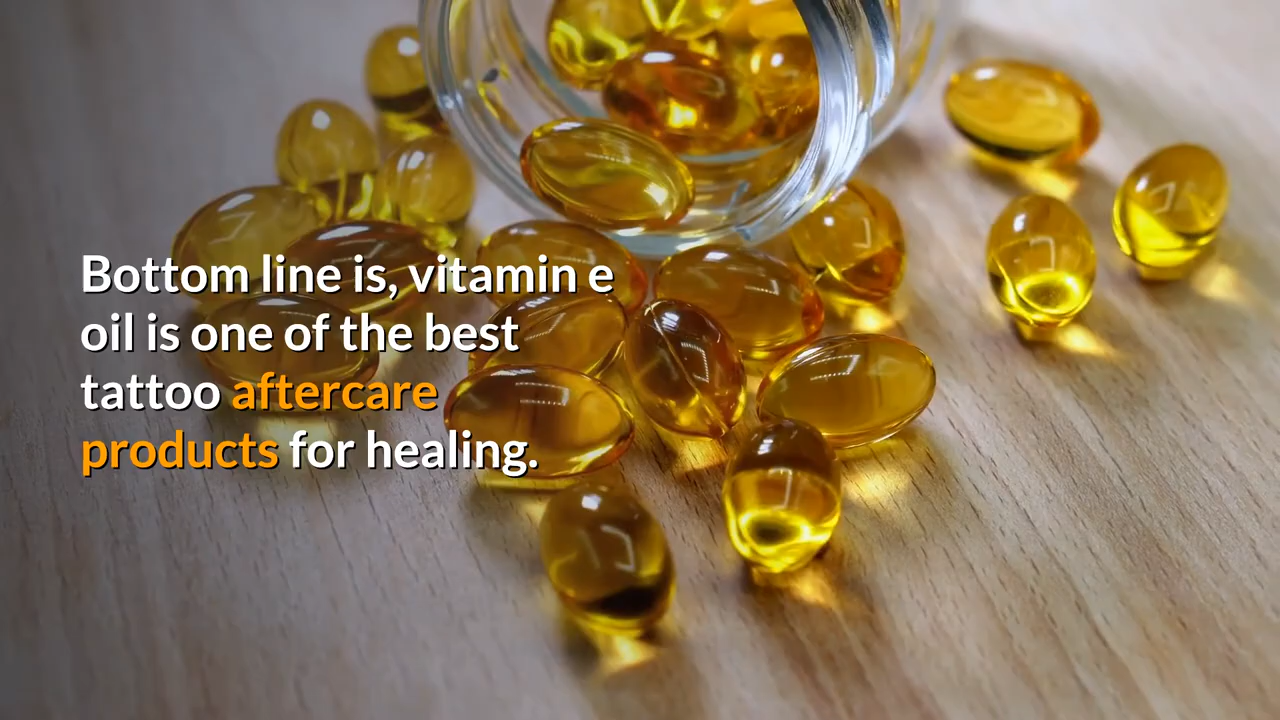 Bottom line is, vitamin e
oil is one of the best
tattoo aftercare
products for healing.